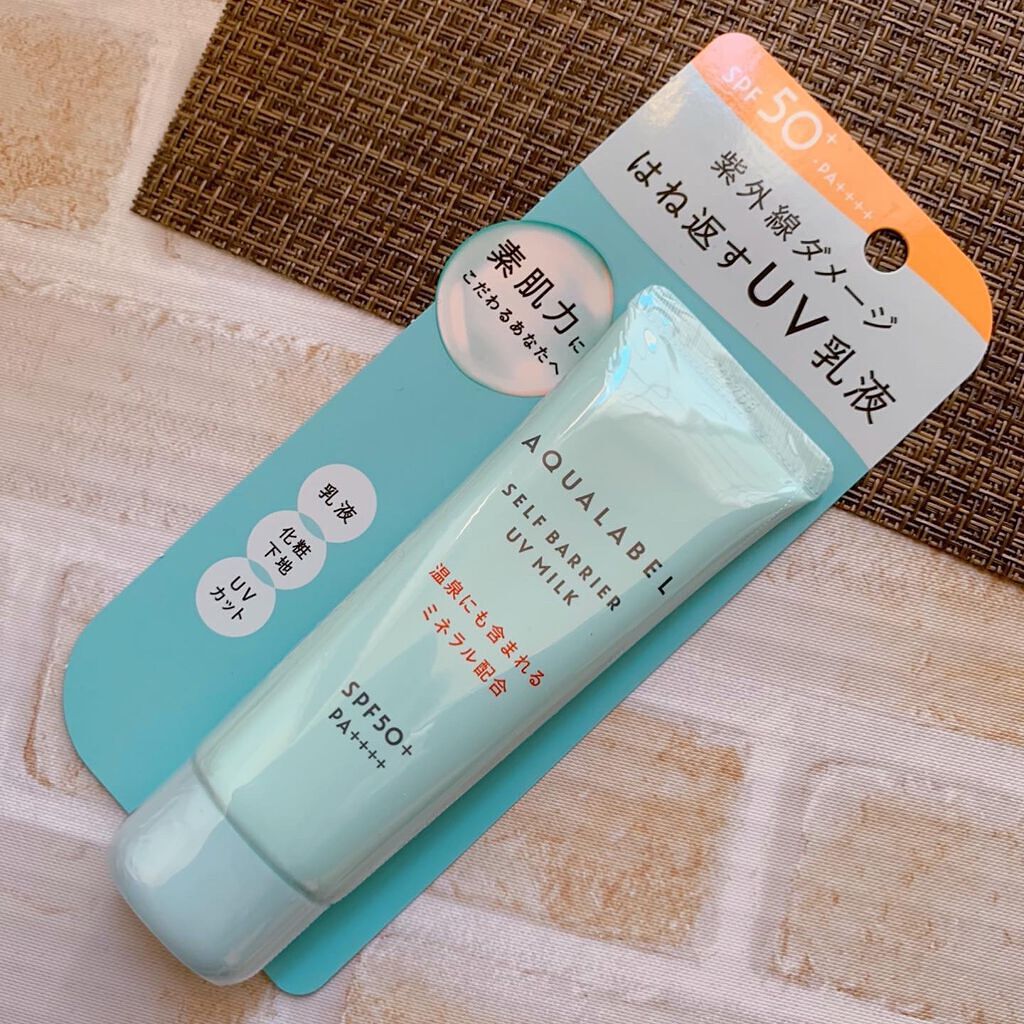 SPF50+・PA++++
紫外線ダメージ
はね返すUV乳液
素肌力に
こだわるあなたへ
乳液
化粧
下地
UV
カット
AQUALABEL
SELF BARRIER
UV MILK
温泉にも含まれる
ミネラル配合
SPF50+
PA++++